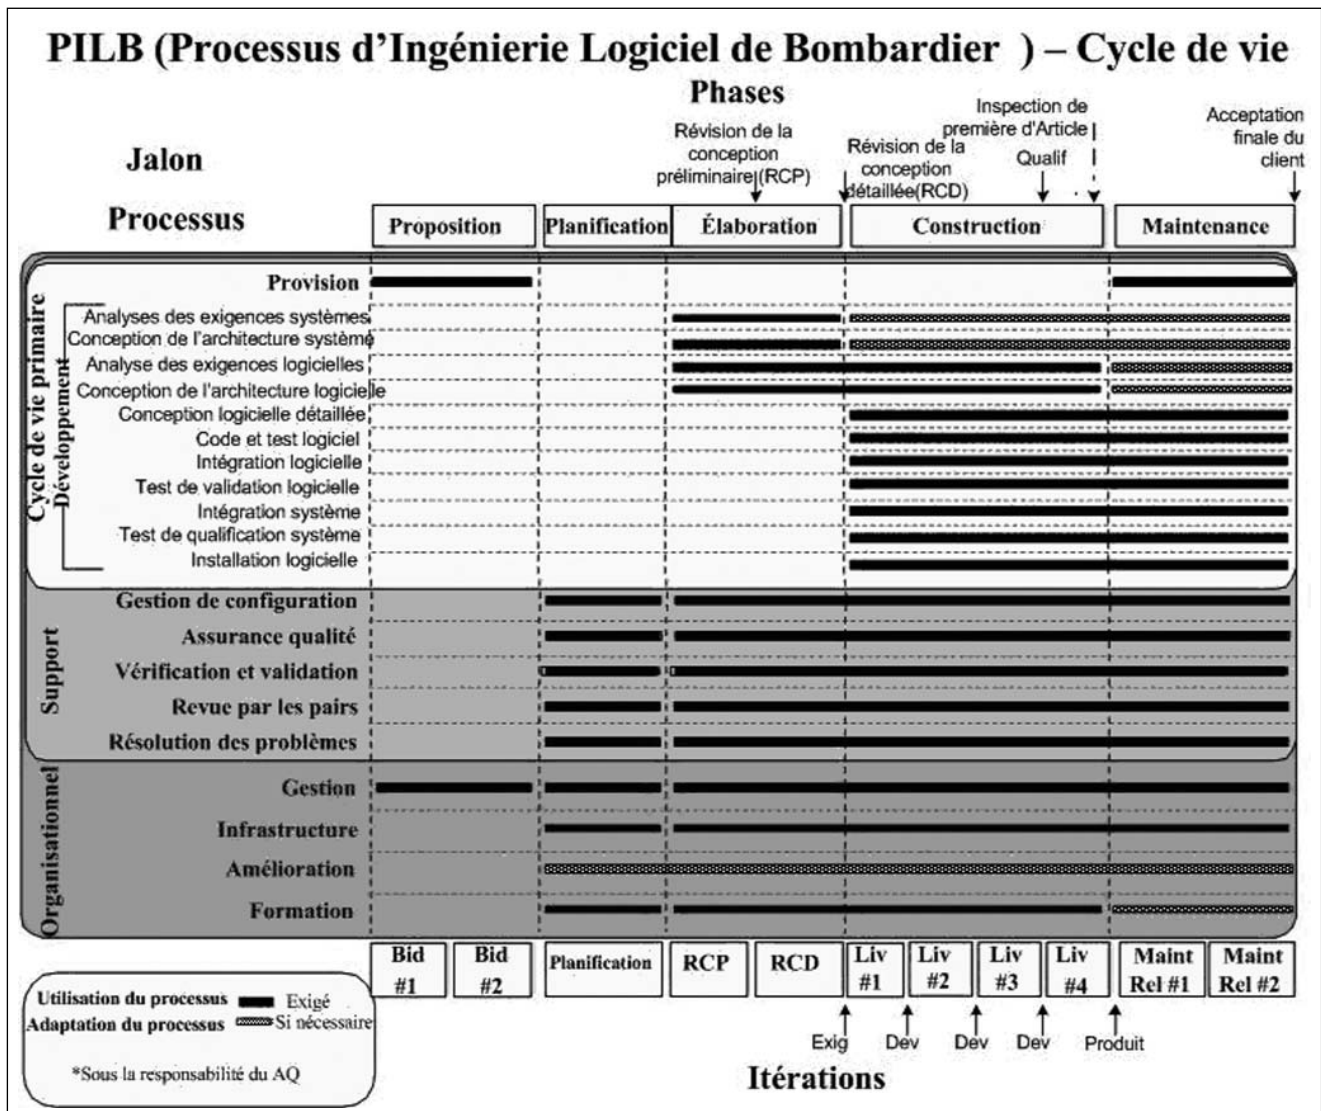 PILB (Processus d’Ingénierie Logiciel de Bombardier ) – Cycle de vie
Phases
Jalon
Processus
Révision de la
conception
préliminaire(RCP)
Révision de la
conception
détaillée(RCD)
Inspection de
première d'Article
Qualif
Acceptation
finale du
client
Proposition
Planification
Élaboration
Construction
Maintenance
Cycle de vie primaire
Développement
Provision
Analyses des exigences systèmes
Conception de l'architecture système
Analyse des exigences logicielles
Conception de l'architecture logicielle
Conception logicielle détaillée
Code et test logiciel
Intégration logicielle
Test de validation logicielle
Intégration système
Test de qualification système
Installation logicielle
Support
Gestion de configuration
Assurance qualité
Vérification et validation
Revue par les pairs
Résolution des problèmes
Organisationnel
Gestion
Infrastructure
Amélioration
Formation
Bid
#1
Bid
#2
Planification
RCP
RCD
Liv
#1
Liv
#2
Liv
#3
Liv
#4
Maint
Rel #1
Maint
Rel #2
Exig
Dev
Dev
Dev
Produit
Itérations
Utilisation du processus
Exigé
Adaptation du processus
Si nécessaire
*Sous la responsabilité du AQ